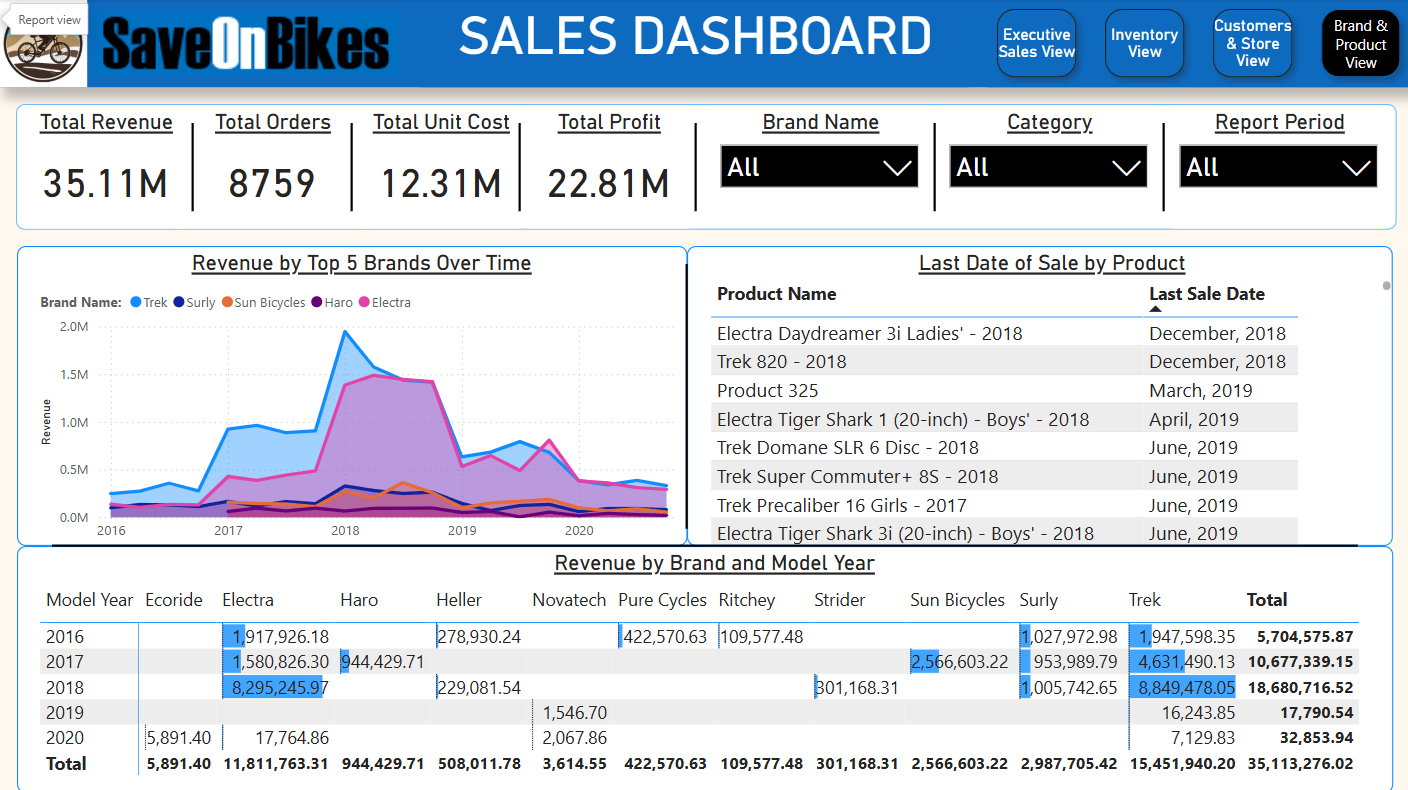 Report view
SaveOnBikes
SALES DASHBOARD
Executive
Sales View
Inventory
View
Customers
& Store
View
Brand &
Product
View
Total Revenue
35.11M
Total Orders
8759
Total Unit Cost
12.31M
Total Profit
22.81M
Brand Name
All
Category
All
Report Period
All
Revenue by Top 5 Brands Over Time
Brand Name: Trek Surly Sun Bicycles Haro Electra
Revenue
2.0M
1.5M
1.0M
0.5M
0.0M
2016 2017 2018 2019 2020
Last Date of Sale by Product
Product Name Last Sale Date
Electra Daydreamer 3i Ladies' - 2018 December, 2018
Trek 820 - 2018 December, 2018
Product 325 March, 2019
Electra Tiger Shark 1 (20-inch) - Boys' - 2018 April, 2019
Trek Domane SLR 6 Disc - 2018 June, 2019
Trek Super Commuter+ 8S - 2018 June, 2019
Trek Precaliber 16 Girls - 2017 June, 2019
Electra Tiger Shark 3i (20-inch) - Boys' - 2018 June, 2019
Revenue by Brand and Model Year
Model Year Ecoride Electra Haro Heller Novatech Pure Cycles Ritchey Strider Sun Bicycles Surly Trek Total
2016 1,917,926.18 278,930.24 422,570.63 109,577.48 1,027,972.98 1,947,598.35 5,704,575.87
2017 1,580,826.30 944,429.71 2,566,603.22 953,989.79 4,631,490.13 10,677,339.15
2018 8,295,245.97 229,081.54 301,168.31 1,005,742.65 8,849,478.05 18,680,716.52
2019 1,546.70 16,243.85 17,790.54
2020 5,891.40 17,764.86 2,067.86 7,129.83 32,853.94
Total 5,891.40 11,811,763.31 944,429.71 508,011.78 3,614.55 422,570.63 109,577.48 301,168.31 2,566,603.22 2,987,705.42 15,451,940.20 35,113,276.02